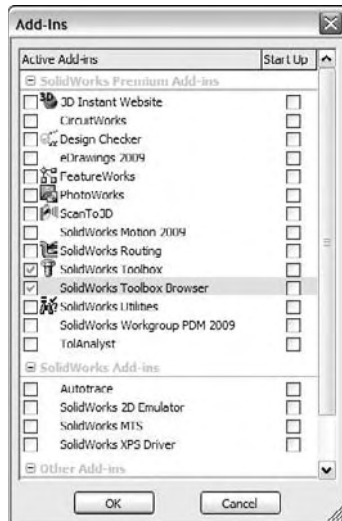 Add-Ins
Active Add-ins Start Up
SolidWorks Premium Add-ins
3D Instant Website
CircuitWorks
Design Checker
eDrawings 2009
FeatureWorks
PhotoWorks
ScanTo3D
SolidWorks Motion 2009
SolidWorks Routing
SolidWorks Toolbox
SolidWorks Toolbox Browser
SolidWorks Utilities
SolidWorks Workgroup PDM 2009
TolAnalyst
SolidWorks Add-ins
Autotrace
SolidWorks 2D Emulator
SolidWorks MTS
SolidWorks XPS Driver
Other Add-ins
OK Cancel